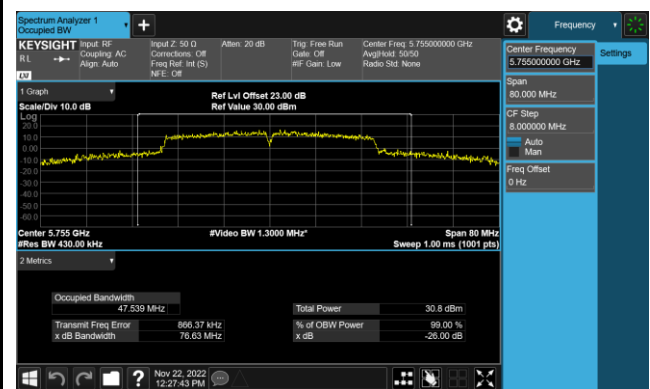 Spectrum Analyzer 1
Occupied BW
+
Frequency
KEYSIGHT
RL
LXI
Input: RF
Coupling: AC
Align: Auto
Input Z: 50 Ω
Corrections: Off
Freq Ref: Int (S)
NFE: Off
Atten: 20 dB
Trig: Free Run
Gate: Off
#IF Gain: Low
Center Freq: 5.755000000 GHz
Avg|Hold: 50/50
Radio Std: None
Center Frequency
5.755000000 GHz
Settings
Span
80.000 MHz
CF Step
8.000000 MHz
Auto
Man
Freq Offset
0 Hz
1 Graph
Scale/Div 10.0 dB
Ref Lvl Offset 23.00 dB
Ref Value 30.00 dBm
Log
20.0
10.0
0.00
-10.0
-20.0
-30.0
-40.0
-50.0
-60.0
Center 5.755 GHz
#Res BW 430.00 kHz
#Video BW 1.3000 MHz*
Span 80 MHz
Sweep 1.00 ms (1001 pts)
2 Metrics
Occupied Bandwidth
47.539 MHz
Total Power 30.8 dBm
Transmit Freq Error 866.37 kHz
% of OBW Power 99.00 %
x dB Bandwidth 76.63 MHz
x dB -26.00 dB
?
Nov 22, 2022
12:27:43 PM